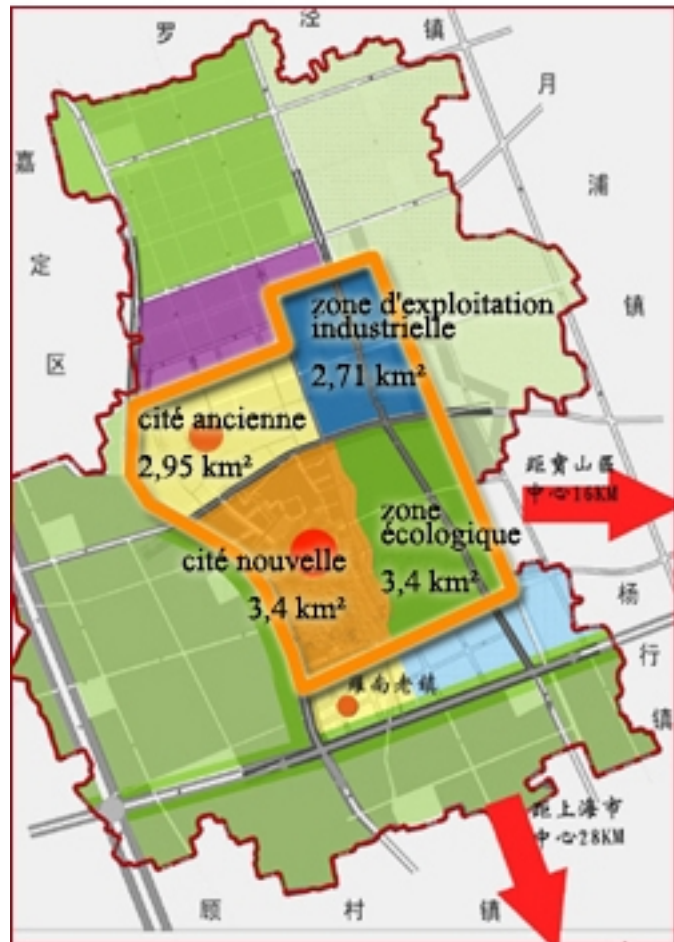 罗泾镇
月浦镇
嘉定区
zone d'exploitation
industrielle
2,71 km²
cité ancienne
2,95 km²
距寶山區
中心16KM
zone
écologique
3,4 km²
cité nouvelle
3,4 km²
杨行镇
羅南老鎮
距上海市
中心28KM
顾村镇